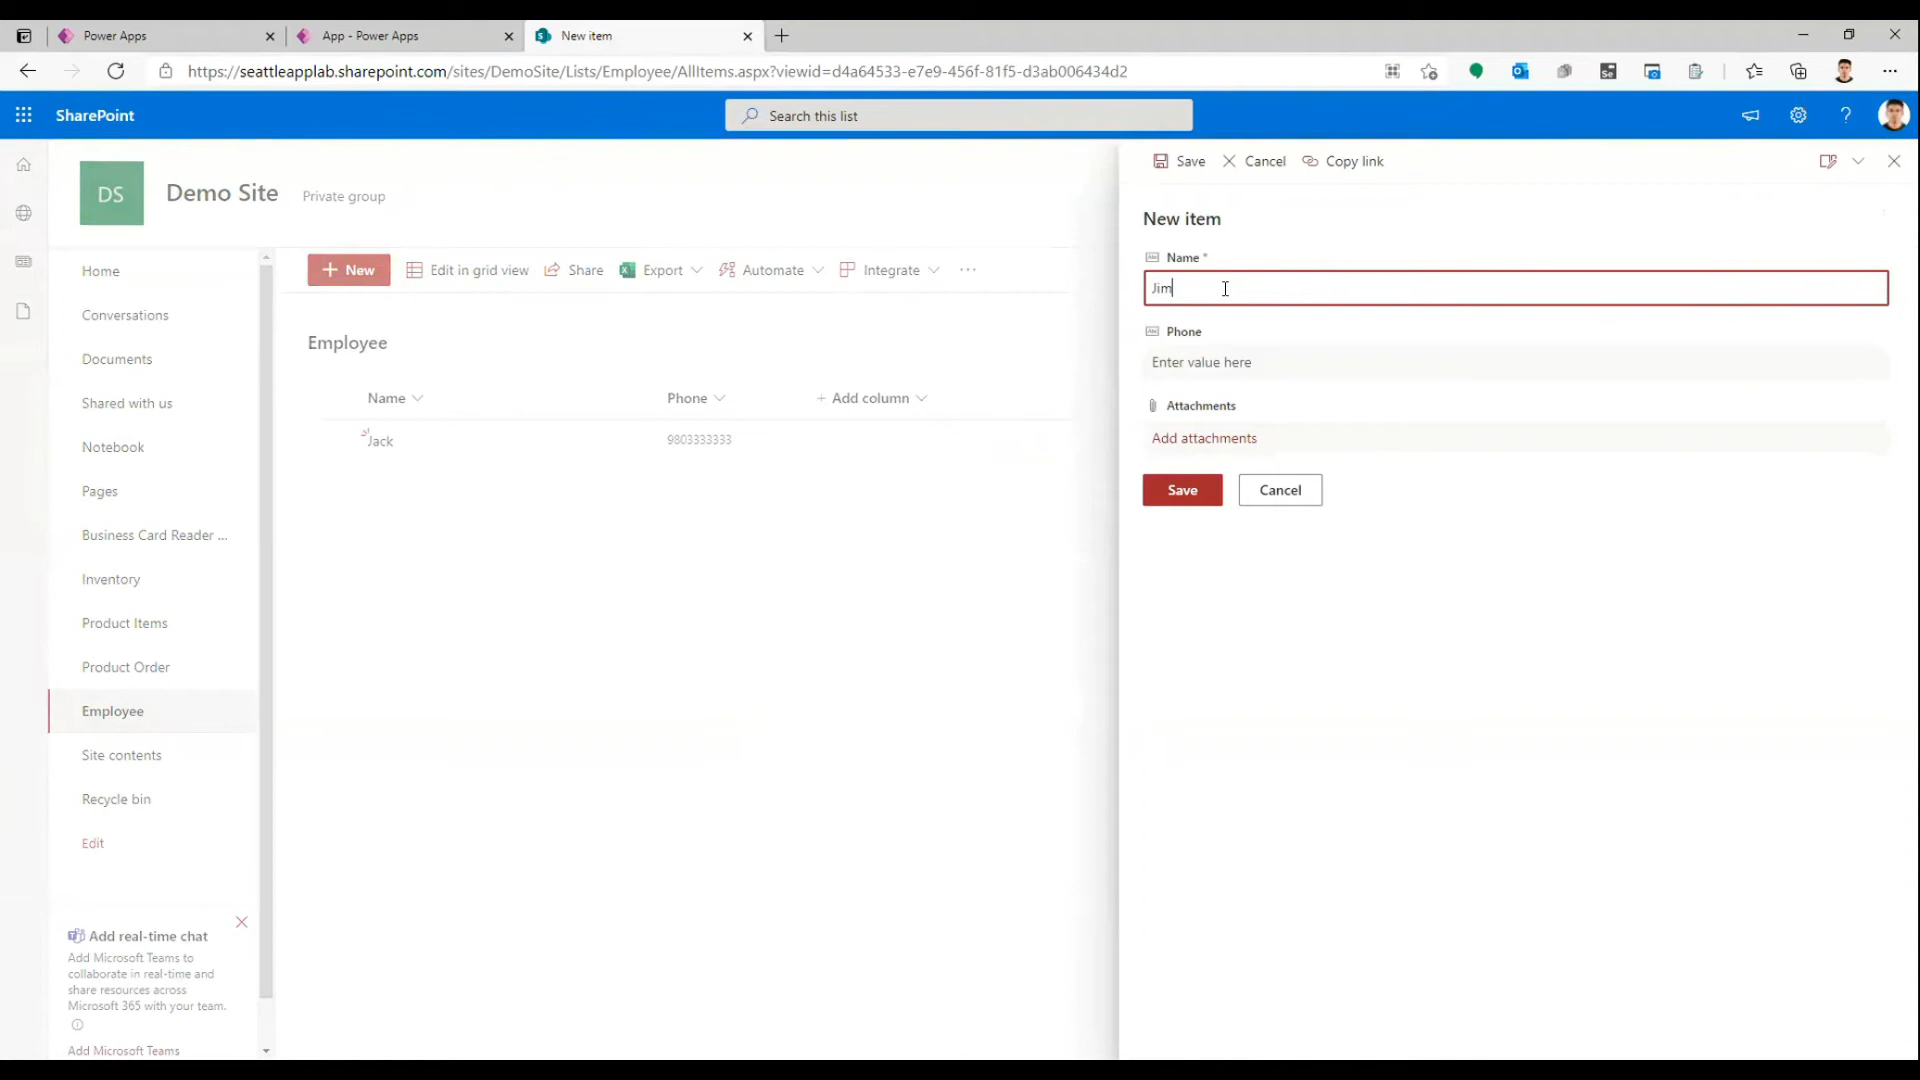 Power Apps
App - Power Apps
New item
https://seattleapplab.sharepoint.com/sites/DemoSite/Lists/Employee/AllItems.aspx?viewid=d4a64533-e7e9-456f-81f5-d3ab006434d2
SharePoint
Search this list
DS
Demo Site
Private group
Home
Conversations
Documents
Shared with us
Notebook
Pages
Business Card Reader ...
Inventory
Product Items
Product Order
Employee
Site contents
Recycle bin
Edit
Add real-time chat
Add Microsoft Teams to
collaborate in real-time and
share resources across
Microsoft 365 with your team.
Add Microsoft Teams
New
Edit in grid view
Share
Export
Automate
Integrate
Employee
Name
Phone
+ Add column
Jack
9803333333
Save
Cancel
Copy link
New item
Name *
Jim
Phone
Enter value here
Attachments
Add attachments
Save
Cancel